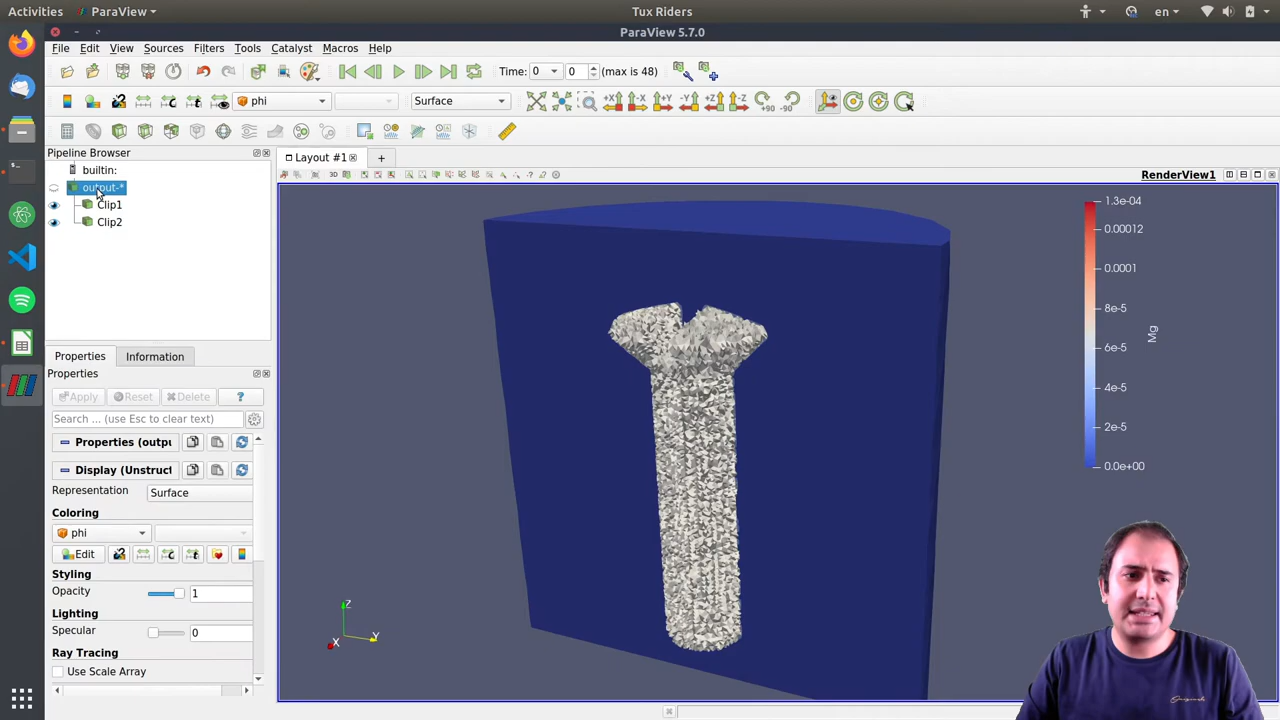 Activities ParaView Tux Riders en
ParaView 5.7.0
File Edit View Sources Filters Tools Catalyst Macros Help
Time: 0 0 (max is 48)
phi Surface +X -X +Y -Y +Z -Z +90 -90
Pipeline Browser
Layout #1 +
builtin:
3D RenderView1
output-*
Clip1
Clip2
1.3e-04
0.00012
0.0001
8e-5
6e-5
4e-5
2e-5
0.0e+00
Mg
Properties Information
Properties
Apply Reset Delete ?
Search ... (use Esc to clear text)
Properties (outpu
Display (Unstruct
Representation Surface
Coloring
phi
Edit
Styling
Opacity 1
Lighting
Specular 0
Ray Tracing
Use Scale Array
Z
Y
X